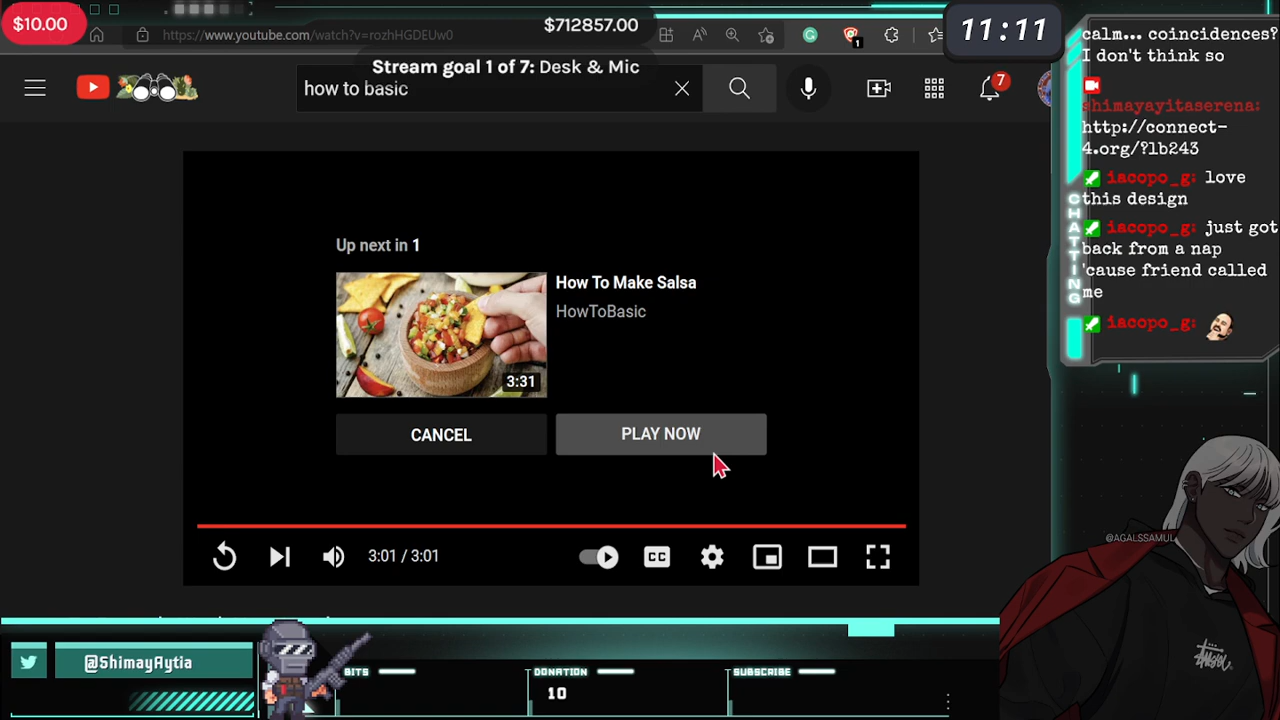 $10.00
$712857.00
11:11
https://www.youtube.com/watch?v=rozhHGDEUw0
1
Stream goal 1 of 7: Desk & Mic
how to basic
7
Up next in 1
How To Make Salsa
HowToBasic
3:31
CANCEL
PLAY NOW
3:01 / 3:01
CC
calm... coincidences?
I don't think so
shimayayitaserena:
http://connect-
4.org/?lb243
iacopo_g: love
this design
iacopo_g: just got
back from a nap
'cause friend called
me
iacopo_g:
CHATTING
@AGALSSAMUL
@ShimayAytia
BITS
DONATION
10
SUBSCRIBE